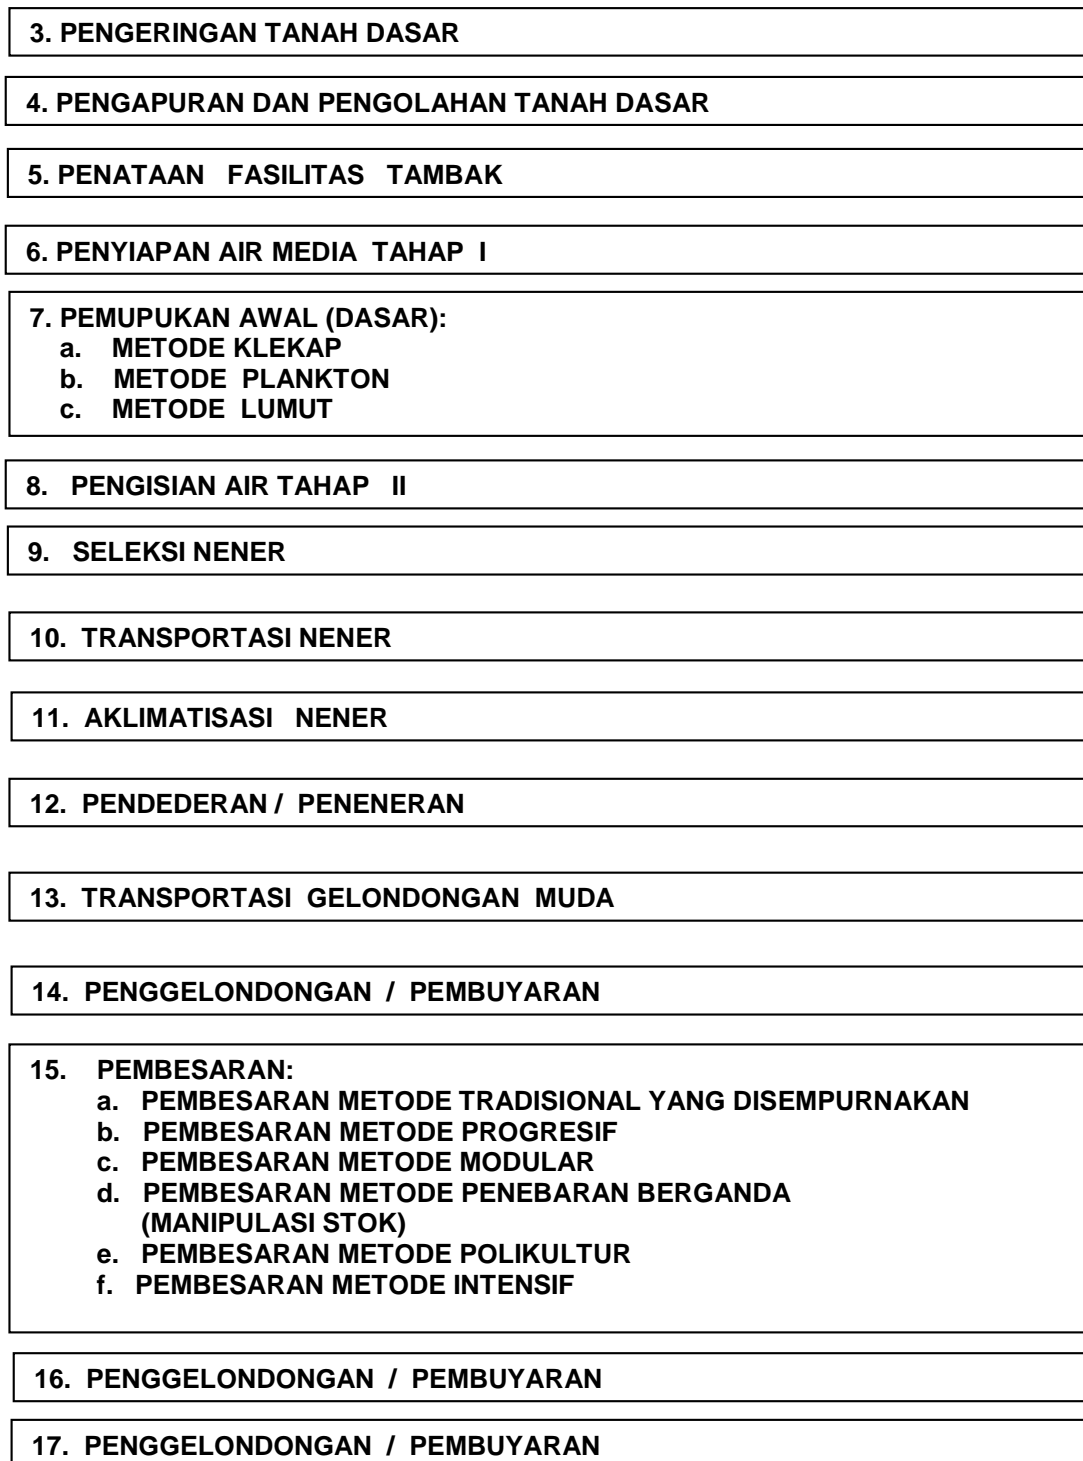 3. PENGERINGAN TANAH DASAR
4. PENGAPURAN DAN PENGOLAHAN TANAH DASAR
5. PENATAAN FASILITAS TAMBAK
6. PENYIAPAN AIR MEDIA TAHAP I
7. PEMUPUKAN AWAL (DASAR):
a. METODE KLEKAP
b. METODE PLANKTON
c. METODE LUMUT
8. PENGISIAN AIR TAHAP II
9. SELEKSI NENER
10. TRANSPORTASI NENER
11. AKLIMATISASI NENER
12. PENDEDERAN / PENENERAN
13. TRANSPORTASI GELONDONGAN MUDA
14. PENGGELONDONGAN / PEMBUYARAN
15. PEMBESARAN:
a. PEMBESARAN METODE TRADISIONAL YANG DISEMPURNAKAN
b. PEMBESARAN METODE PROGRESIF
c. PEMBESARAN METODE MODULAR
d. PEMBESARAN METODE PENEBARAN BERGANDA
(MANIPULASI STOK)
e. PEMBESARAN METODE POLIKULTUR
f. PEMBESARAN METODE INTENSIF
16. PENGGELONDONGAN / PEMBUYARAN
17. PENGGELONDONGAN / PEMBUYARAN